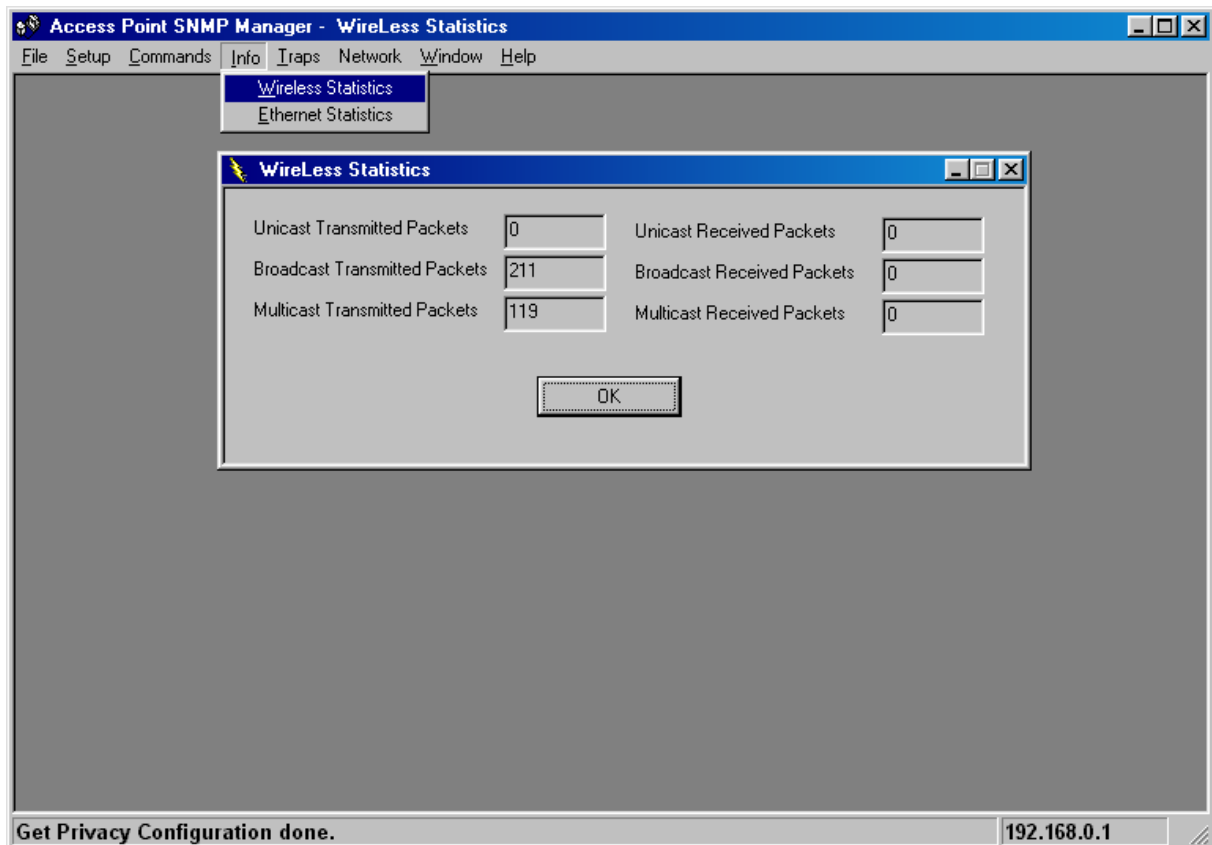 Access Point SNMP Manager - WireLess Statistics
File Setup Commands Info Traps Network Window Help
Wireless Statistics
Ethernet Statistics
WireLess Statistics
Unicast Transmitted Packets 0 Unicast Received Packets 0
Broadcast Transmitted Packets 211 Broadcast Received Packets 0
Multicast Transmitted Packets 119 Multicast Received Packets 0
OK
Get Privacy Configuration done. 192.168.0.1